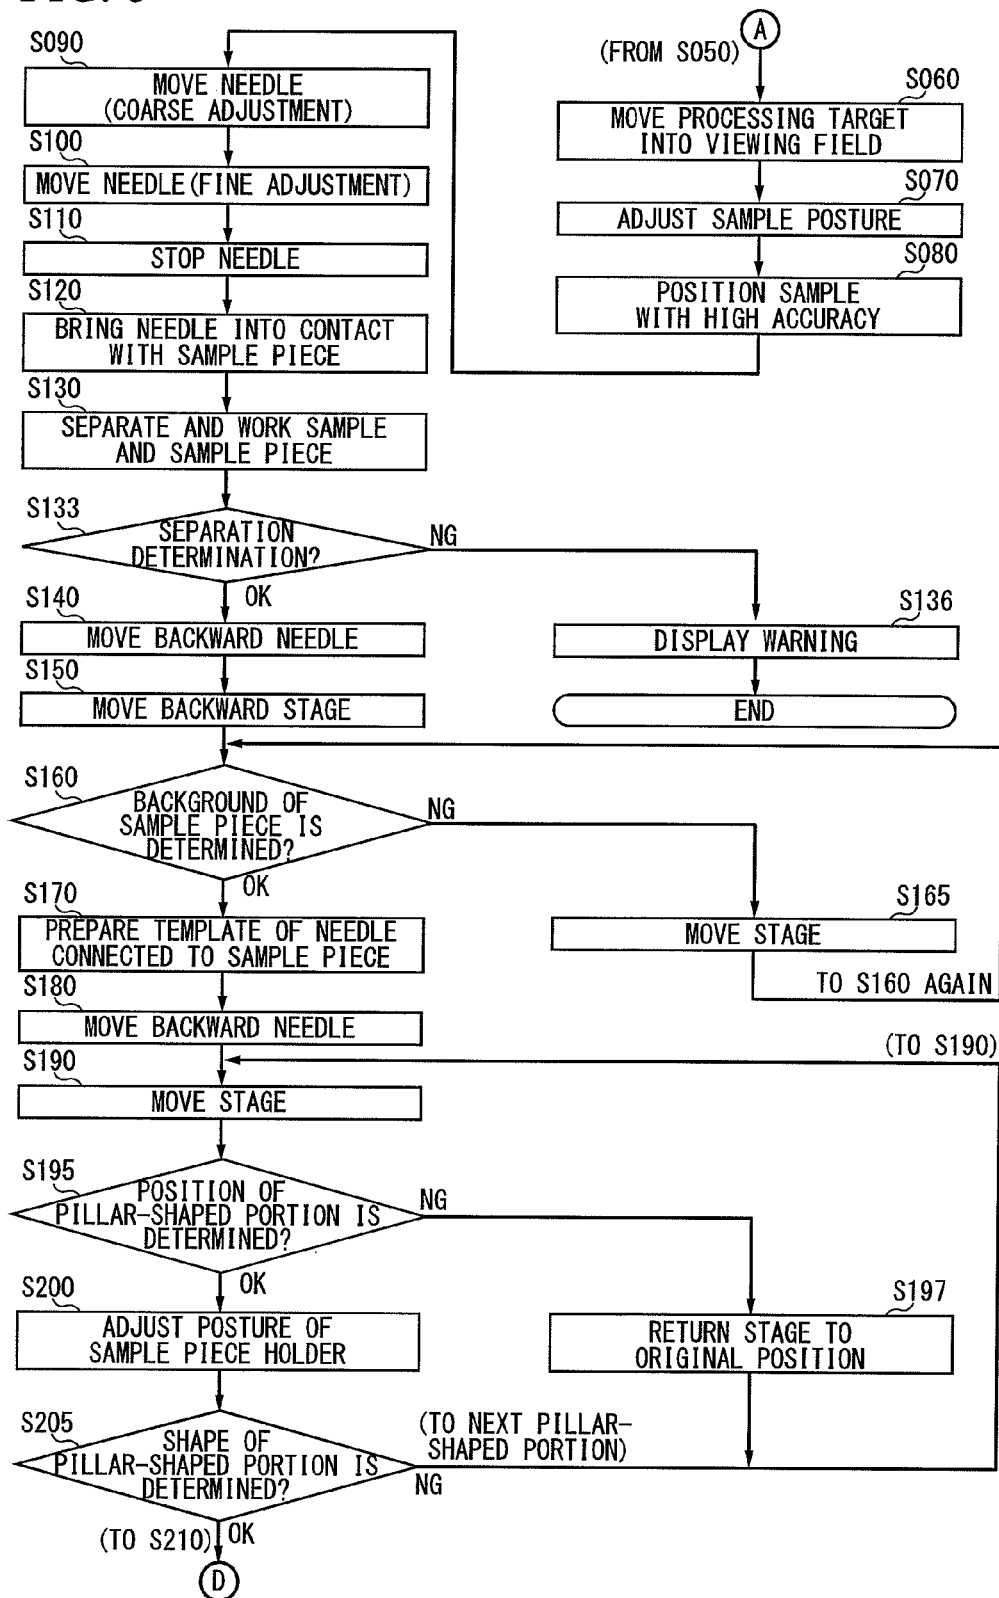 A
(FROM S050)
S060
MOVE PROCESSING TARGET
INTO VIEWING FIELD
S070
ADJUST SAMPLE POSTURE
S080
POSITION SAMPLE
WITH HIGH ACCURACY
S090
MOVE NEEDLE
(COARSE ADJUSTMENT)
S100
MOVE NEEDLE(FINE ADJUSTMENT)
S110
STOP NEEDLE
S120
BRING NEEDLE INTO CONTACT
WITH SAMPLE PIECE
S130
SEPARATE AND WORK SAMPLE
AND SAMPLE PIECE
S133
SEPARATION
DETERMINATION?
NG
OK
S136
DISPLAY WARNING
END
S140
MOVE BACKWARD NEEDLE
S150
MOVE BACKWARD STAGE
S160
BACKGROUND OF
SAMPLE PIECE IS
DETERMINED?
NG
OK
S165
MOVE STAGE
TO S160 AGAIN
S170
PREPARE TEMPLATE OF NEEDLE
CONNECTED TO SAMPLE PIECE
S180
MOVE BACKWARD NEEDLE
(TO S190)
S190
MOVE STAGE
S195
POSITION OF
PILLAR-SHAPED PORTION IS
DETERMINED?
NG
OK
S197
RETURN STAGE TO
ORIGINAL POSITION
S200
ADJUST POSTURE OF
SAMPLE PIECE HOLDER
S205
SHAPE OF
PILLAR-SHAPED PORTION IS
DETERMINED?
(TO NEXT PILLAR-
SHAPED PORTION)
NG
(TO S210)
OK
D